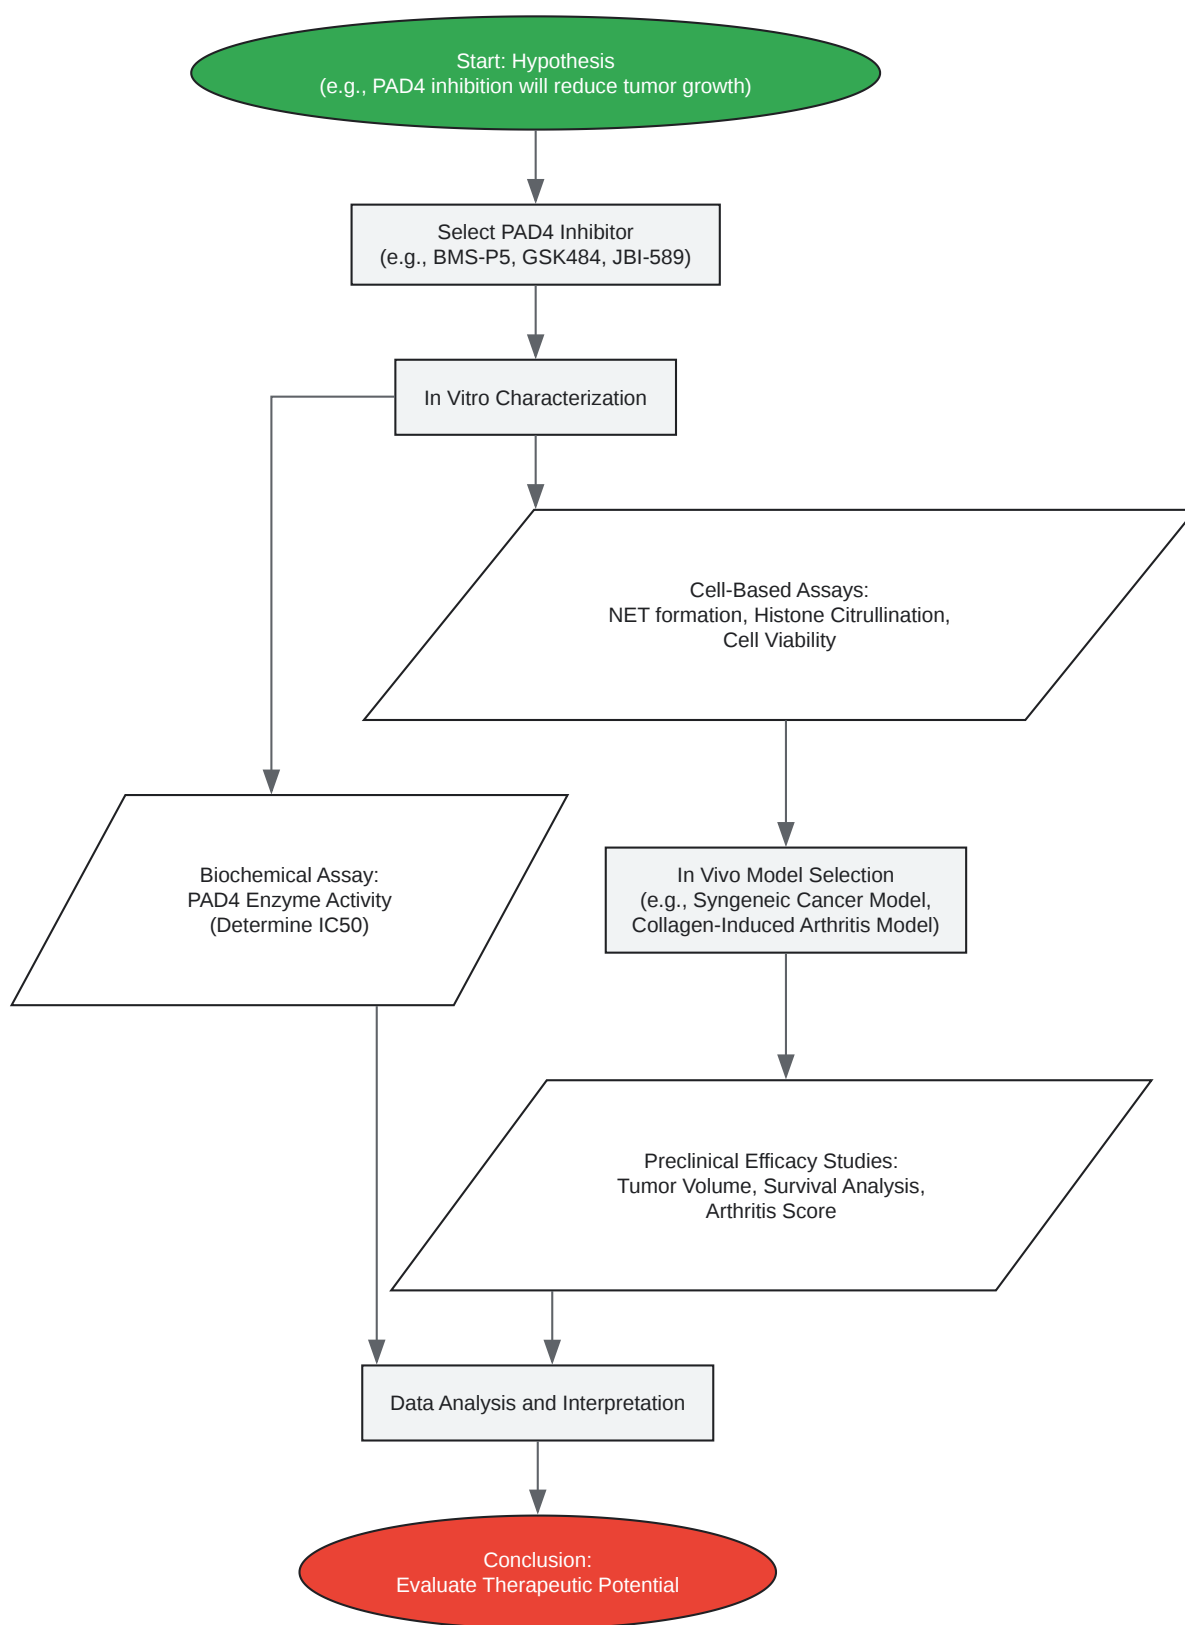 Start: Hypothesis
(e.g., PAD4 inhibition will reduce tumor growth)
Select PAD4 Inhibitor
(e.g., BMS-P5, GSK484, JBI-589)
In Vitro Characterization
Cell-Based Assays:
NET formation, Histone Citrullination,
Cell Viability
Biochemical Assay:
PAD4 Enzyme Activity
(Determine IC50)
In Vivo Model Selection
(e.g., Syngeneic Cancer Model,
Collagen-Induced Arthritis Model)
Preclinical Efficacy Studies:
Tumor Volume, Survival Analysis,
Arthritis Score
Data Analysis and Interpretation
Conclusion:
Evaluate Therapeutic Potential